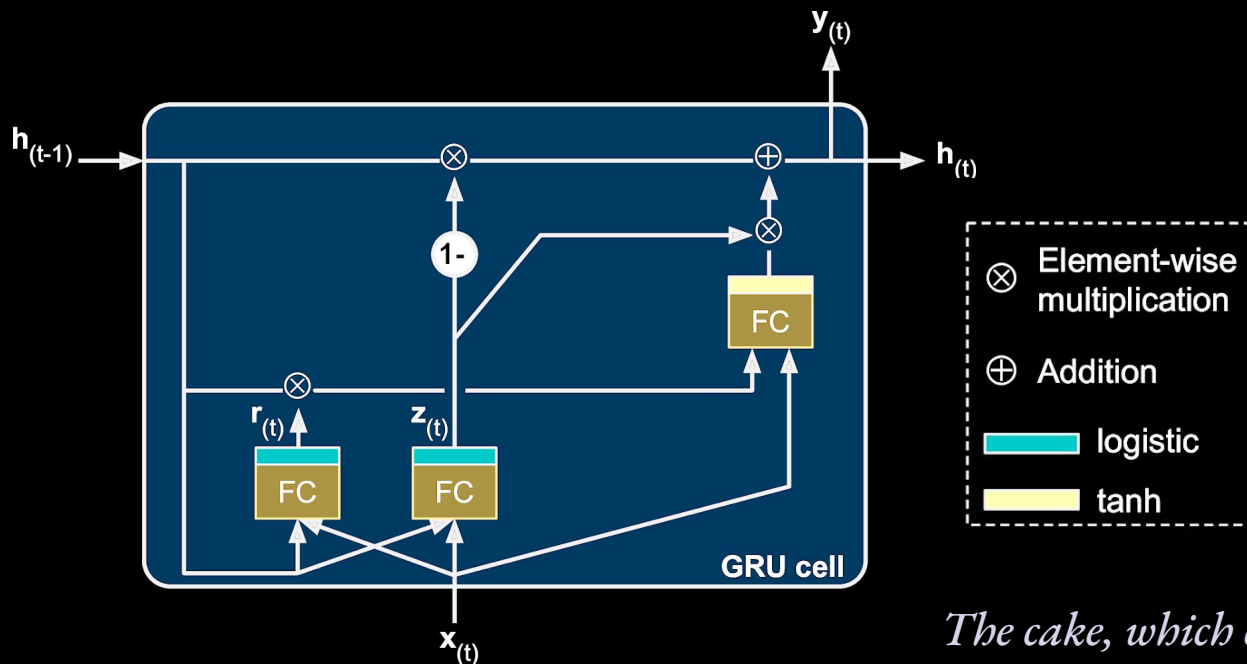 y(t)
h(t-1)
h(t)
1-
FC
r(t)
z(t)
FC
FC
GRU cell
x(t)
Element-wise
multiplication
Addition
logistic
tanh
The cake, which